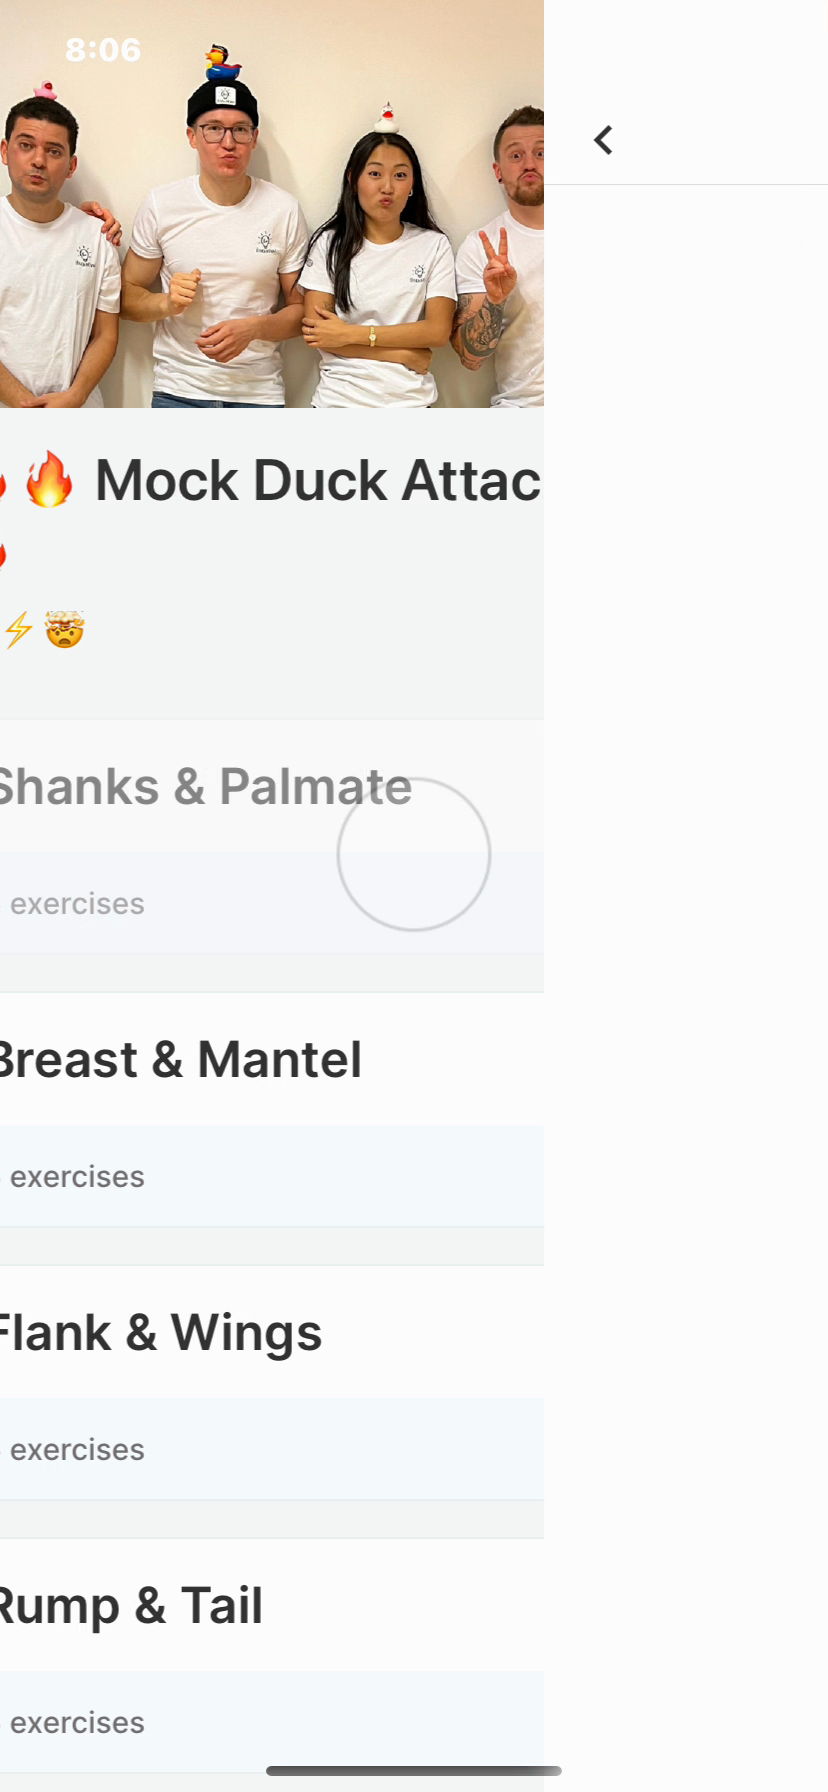 8:06
🔥 Mock Duck Attac
⚡🤯
Shanks & Palmate
exercises
Breast & Mantel
exercises
Flank & Wings
exercises
Rump & Tail
exercises